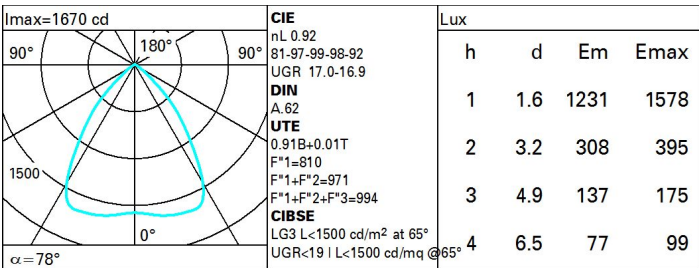 Imax=1670 cd
90°
180°
90°
1500
0°
α=78°
CIE
nL 0.92
81-97-99-98-92
UGR 17.0-16.9
DIN
A.62
UTE
0.91B+0.01T
F"1=810
F"1+F"2=971
F"1+F"2+F"3=994
CIBSE
LG3 L<1500 cd/m² at 65°
UGR<19 | L<1500 cd/mq @65°
Lux
h d Em Emax
1 1.6 1231 1578
2 3.2 308 395
3 4.9 137 175
4 6.5 77 99